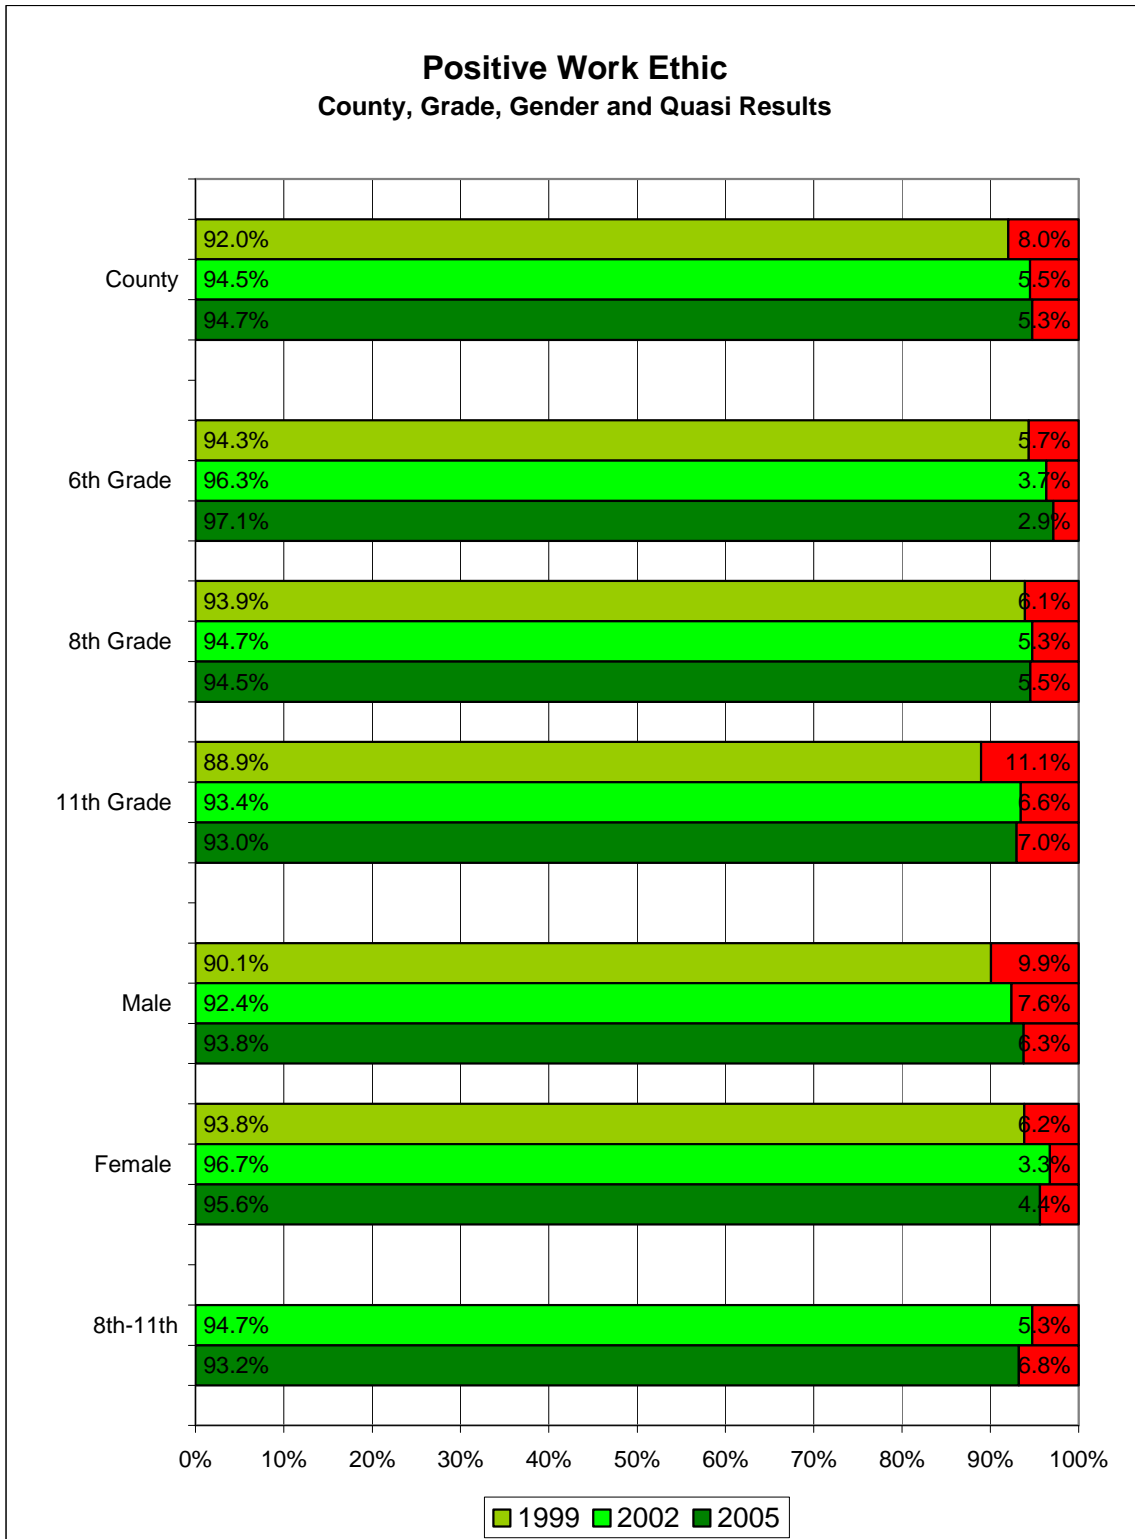 Positive Work Ethic
County, Grade, Gender and Quasi Results
92.0% 8.0%
County 94.5% 5.5%
94.7% 5.3%
94.3% 5.7%
6th Grade 96.3% 3.7%
97.1% 2.9%
93.9% 6.1%
8th Grade 94.7% 5.3%
94.5% 5.5%
88.9% 11.1%
11th Grade 93.4% 6.6%
93.0% 7.0%
90.1% 9.9%
Male 92.4% 7.6%
93.8% 6.3%
93.8% 6.2%
Female 96.7% 3.3%
95.6% 4.4%
8th-11th 94.7% 5.3%
93.2% 6.8%
0% 10% 20% 30% 40% 50% 60% 70% 80% 90% 100%
1999 2002 2005